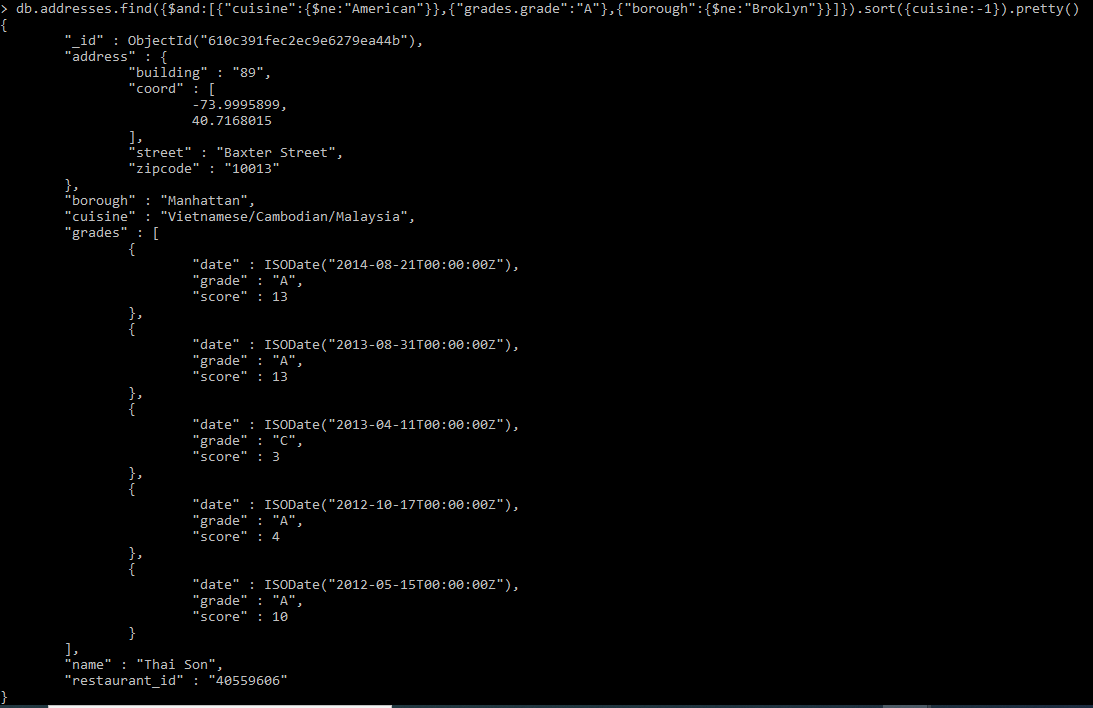 > db.addresses.find({$and:[{"cuisine":{$ne:"American"}},{"grades.grade":"A"},{"borough":{$ne:"Broklyn"}}]}).sort({cuisine:-1}).pretty()
{
        "_id" : ObjectId("610c391fec2ec9e6279ea44b"),
        "address" : {
                "building" : "89",
                "coord" : [
                        -73.9995899,
                        40.7168015
                ],
                "street" : "Baxter Street",
                "zipcode" : "10013"
        },
        "borough" : "Manhattan",
        "cuisine" : "Vietnamese/Cambodian/Malaysia",
        "grades" : [
                {
                        "date" : ISODate("2014-08-21T00:00:00Z"),
                        "grade" : "A",
                        "score" : 13
                },
                {
                        "date" : ISODate("2013-08-31T00:00:00Z"),
                        "grade" : "A",
                        "score" : 13
                },
                {
                        "date" : ISODate("2013-04-11T00:00:00Z"),
                        "grade" : "C",
                        "score" : 3
                },
                {
                        "date" : ISODate("2012-10-17T00:00:00Z"),
                        "grade" : "A",
                        "score" : 4
                },
                {
                        "date" : ISODate("2012-05-15T00:00:00Z"),
                        "grade" : "A",
                        "score" : 10
                }
        ],
        "name" : "Thai Son",
        "restaurant_id" : "40559606"
}